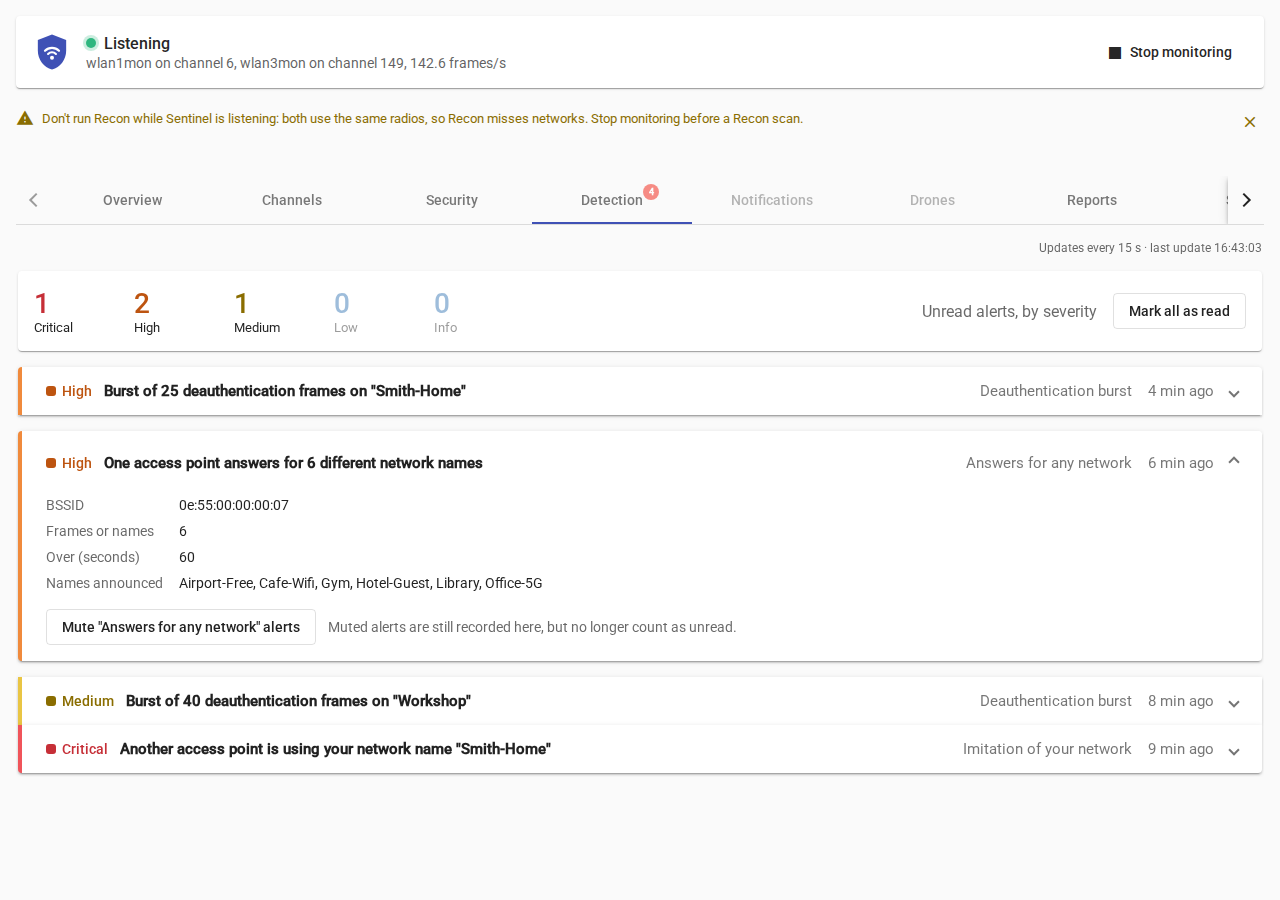 Listening
wlan1mon on channel 6, wlan3mon on channel 149, 142.6 frames/s
Stop monitoring
Don't run Recon while Sentinel is listening: both use the same radios, so Recon misses networks. Stop monitoring before a Recon scan.
Overview Channels Security Detection 4 Notifications Drones Reports
Updates every 15 s · last update 16:43:03
1 2 1 0 0
Critical High Medium Low Info
Unread alerts, by severity Mark all as read
High Burst of 25 deauthentication frames on "Smith-Home" Deauthentication burst 4 min ago
High One access point answers for 6 different network names Answers for any network 6 min ago
BSSID 0e:55:00:00:00:07
Frames or names 6
Over (seconds) 60
Names announced Airport-Free, Cafe-Wifi, Gym, Hotel-Guest, Library, Office-5G
Mute "Answers for any network" alerts Muted alerts are still recorded here, but no longer count as unread.
Medium Burst of 40 deauthentication frames on "Workshop" Deauthentication burst 8 min ago
Critical Another access point is using your network name "Smith-Home" Imitation of your network 9 min ago